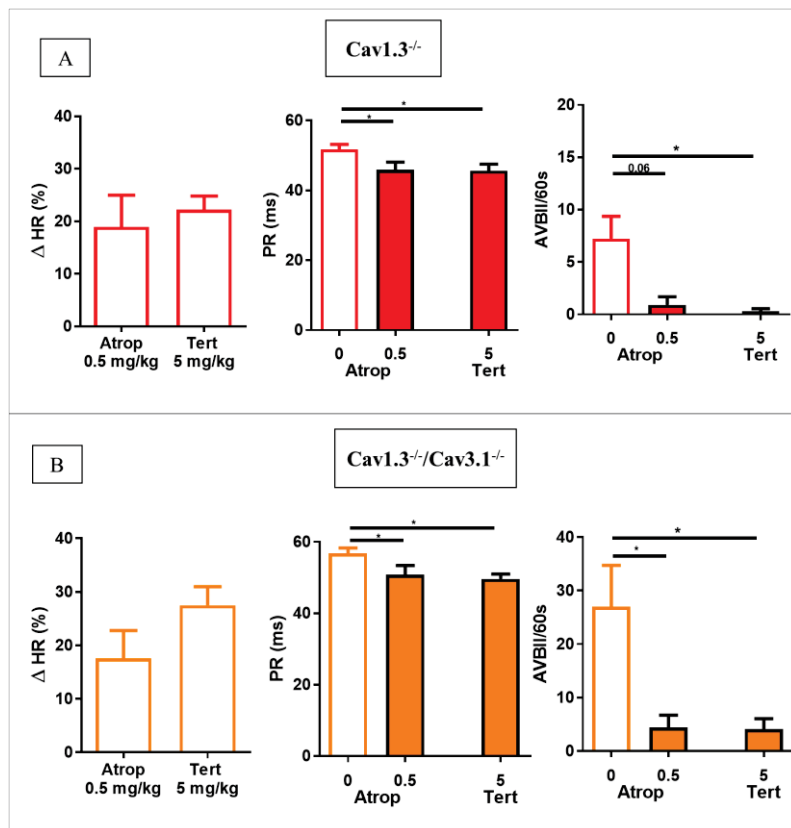 A
Cav1.3-/-
40
30
20
10
0
Δ HR (%)
Atrop
0.5 mg/kg
Tert
5 mg/kg
60
40
20
0
PR (ms)
*
*
0
0.5
5
Atrop
Tert
20
15
10
5
0
AVBII/60s
*
0.06
0
0.5
5
Atrop
Tert
B
Cav1.3-/-/Cav3.1-/-
40
30
20
10
0
Δ HR (%)
Atrop
0.5 mg/kg
Tert
5 mg/kg
60
40
20
0
PR (ms)
*
*
0
0.5
5
Atrop
Tert
40
30
20
10
0
AVBII/60s
*
*
0
0.5
5
Atrop
Tert